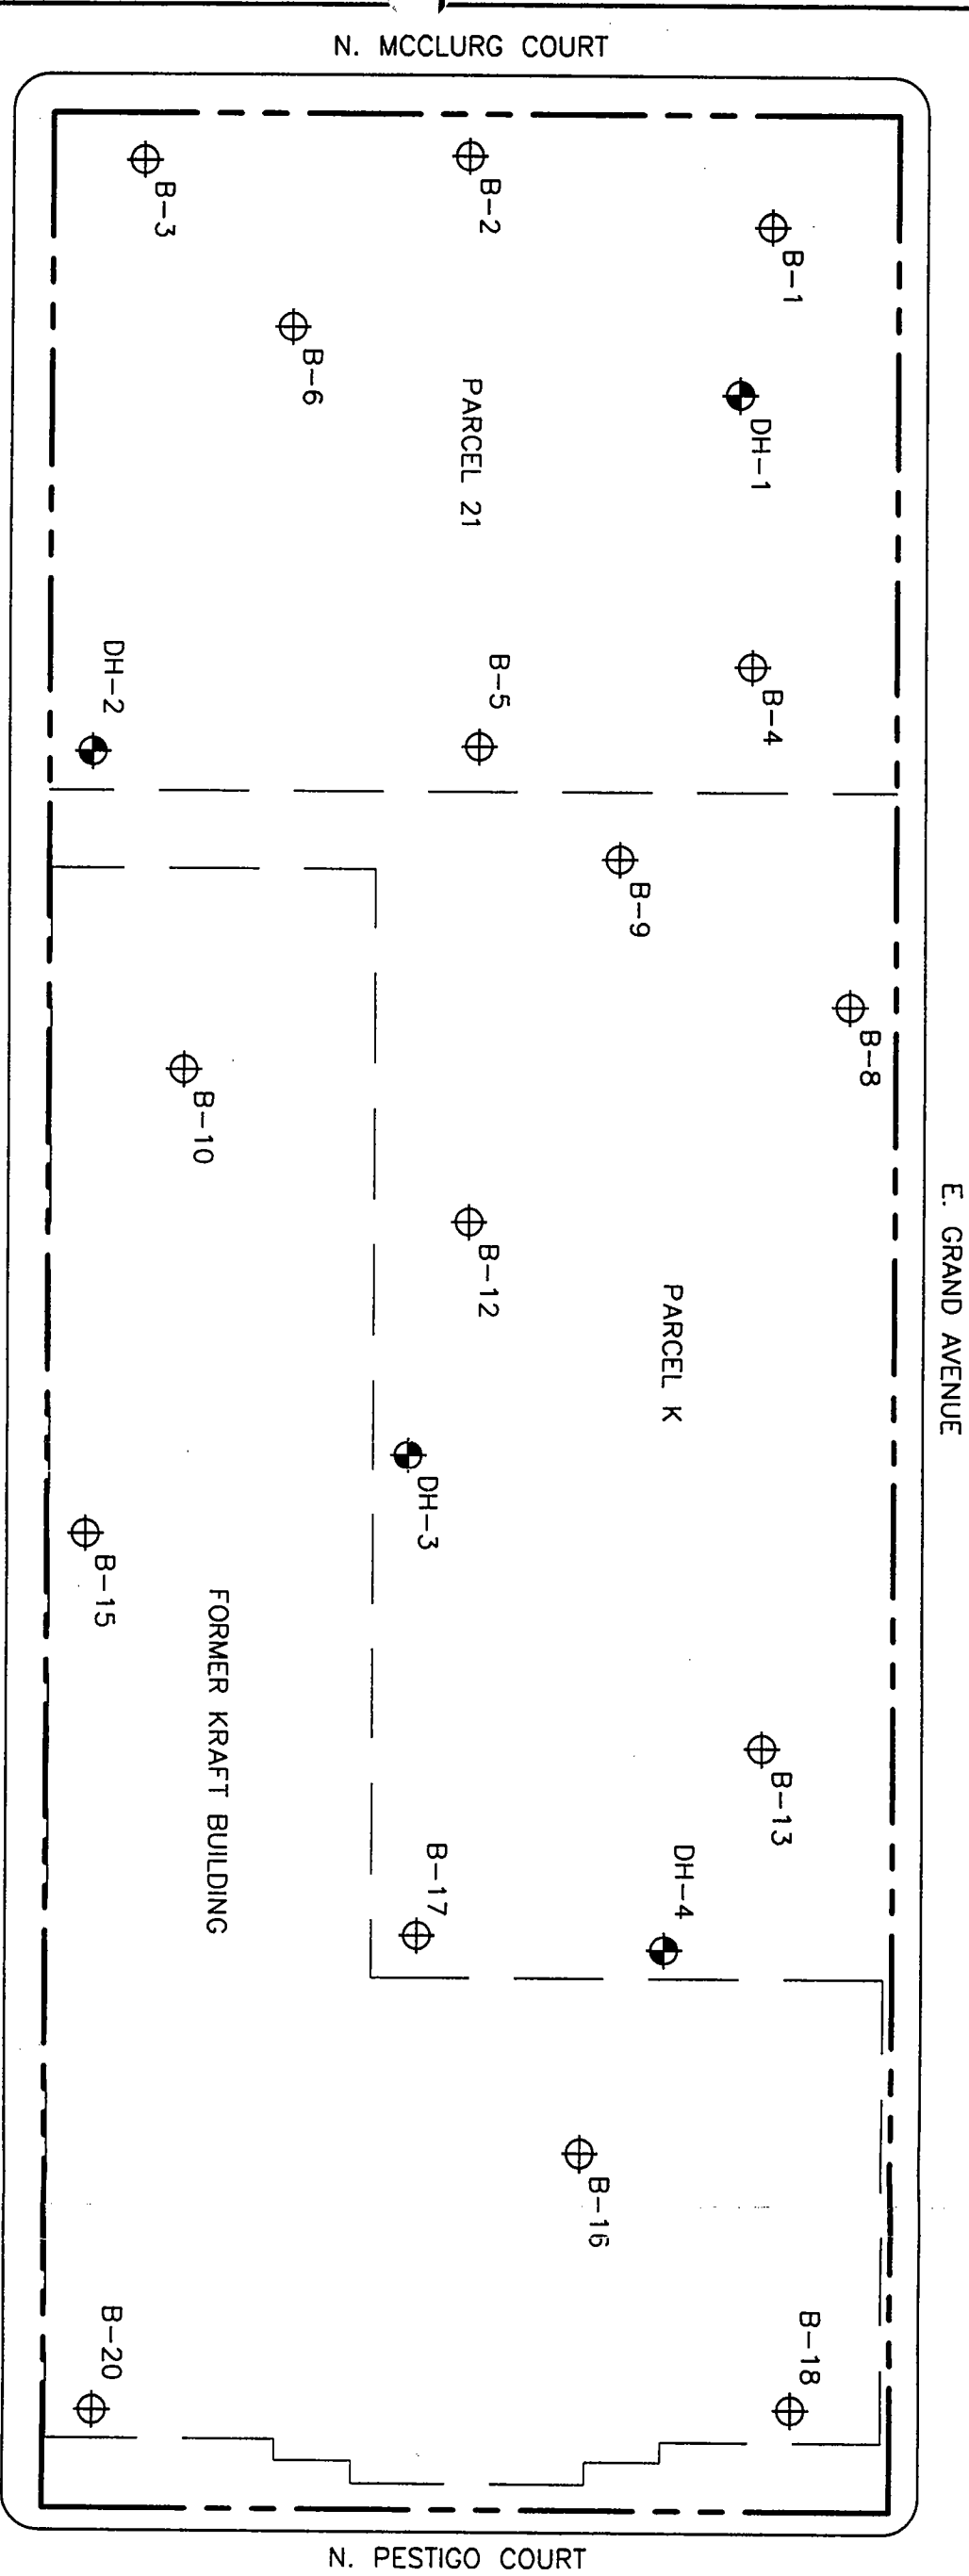 N. MCCLURG COURT
B-3
B-2
B-1
B-6
PARCEL 21
DH-1
DH-2
B-5
B-4
B-9
B-8
B-10
E. GRAND AVENUE
B-12
PARCEL K
DH-3
B-15
FORMER KRAFT BUILDING
B-13
B-17
DH-4
B-16
B-20
B-18
N. PESTIGO COURT